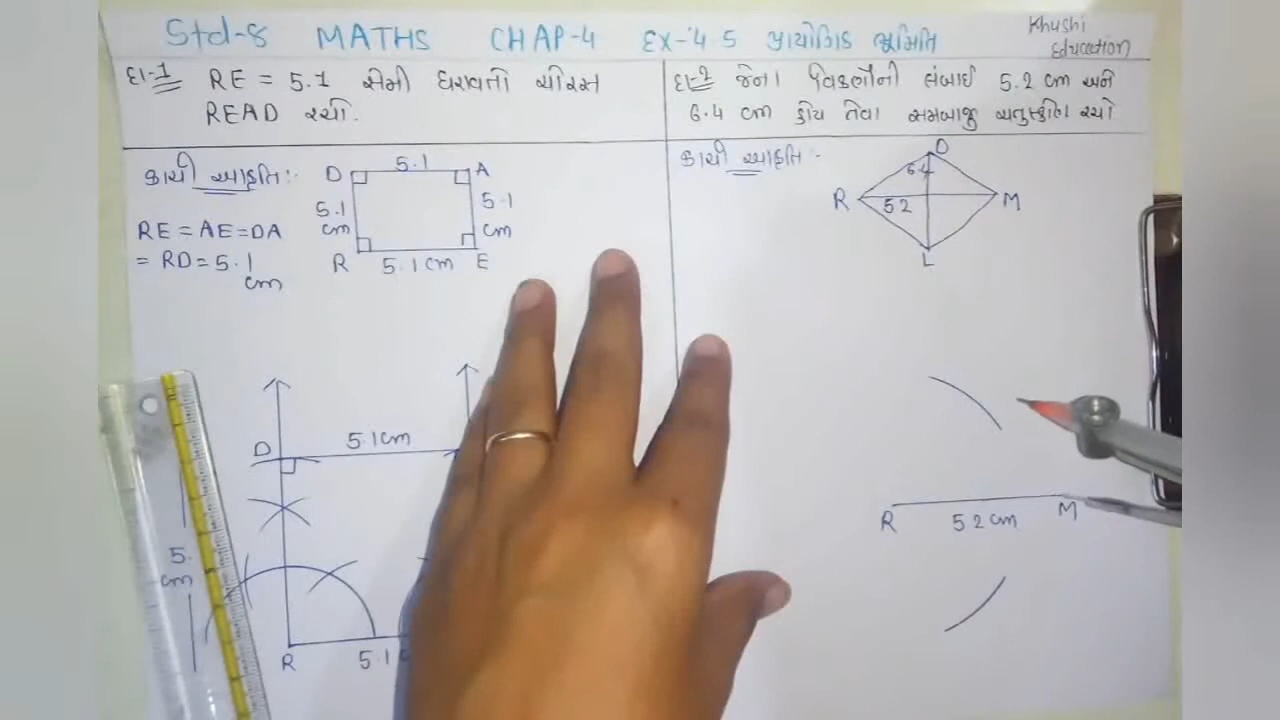 Std-8 MATHS CHAP-4 EX-4.5 પ્રાયોગિક ભૂમિતિ
Khushi
Education
દા-1 RE = 5.1 સેમી ધરાવતો ચોરસ
READ રચો.
કાચી આકૃતિ:-
D 5.1 A
5.1
cm
5.1
cm
R 5.1 cm E
RE = AE = DA
= RD = 5.1
cm
D 5.1cm
5.
cm
R 5.1 c
દા-2 જેના વિકર્ણોની લંબાઈ 5.2 cm અને
6.4 cm હોય તેવા સમબાજુ ચતુષ્કોણ રચો
કાચી આકૃતિ:-
O
6.4
R 5.2 M
L
R 5.2 cm M